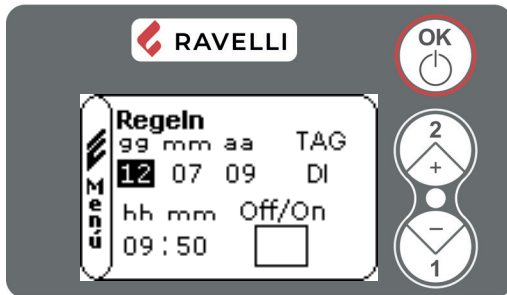 RAVELLI
OK
Regeln
gg mm aa TAG
12 07 09 DI
Menú
hh mm Off/On
09:50
2
+
−
1